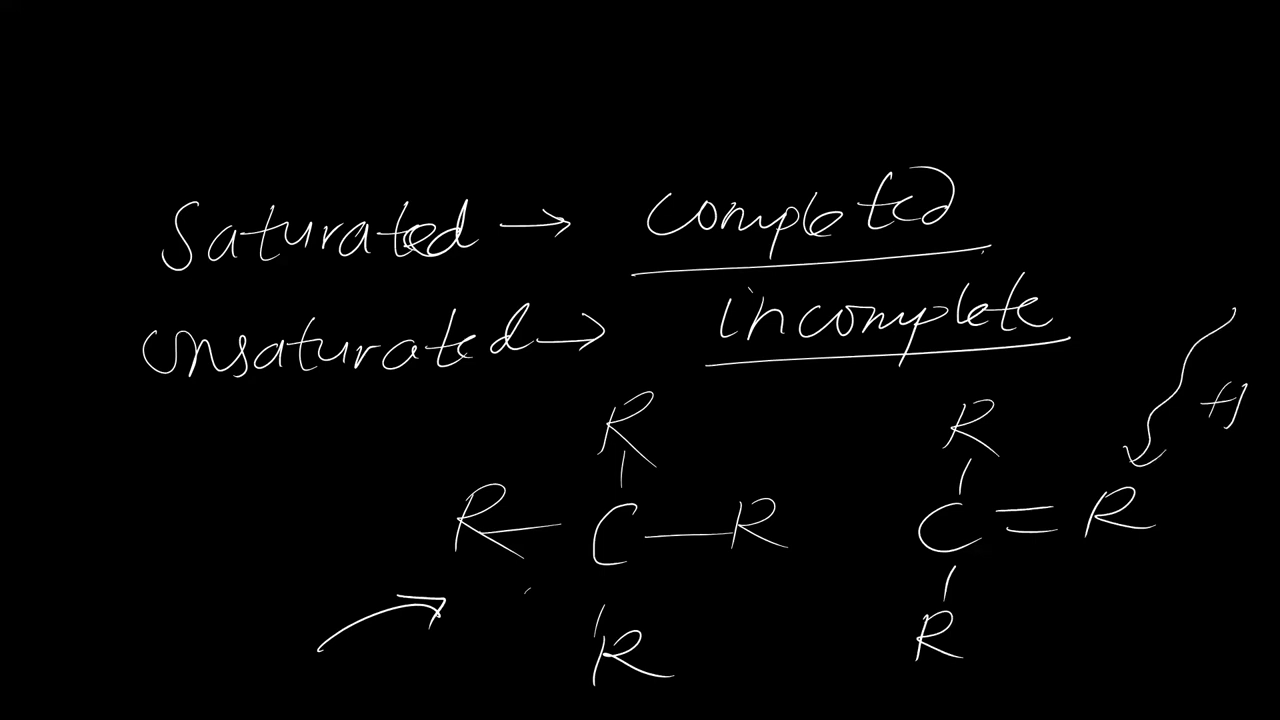 Saturated → completed
Unsaturated → incomplete
R R
H
R — C — R C = R
R R